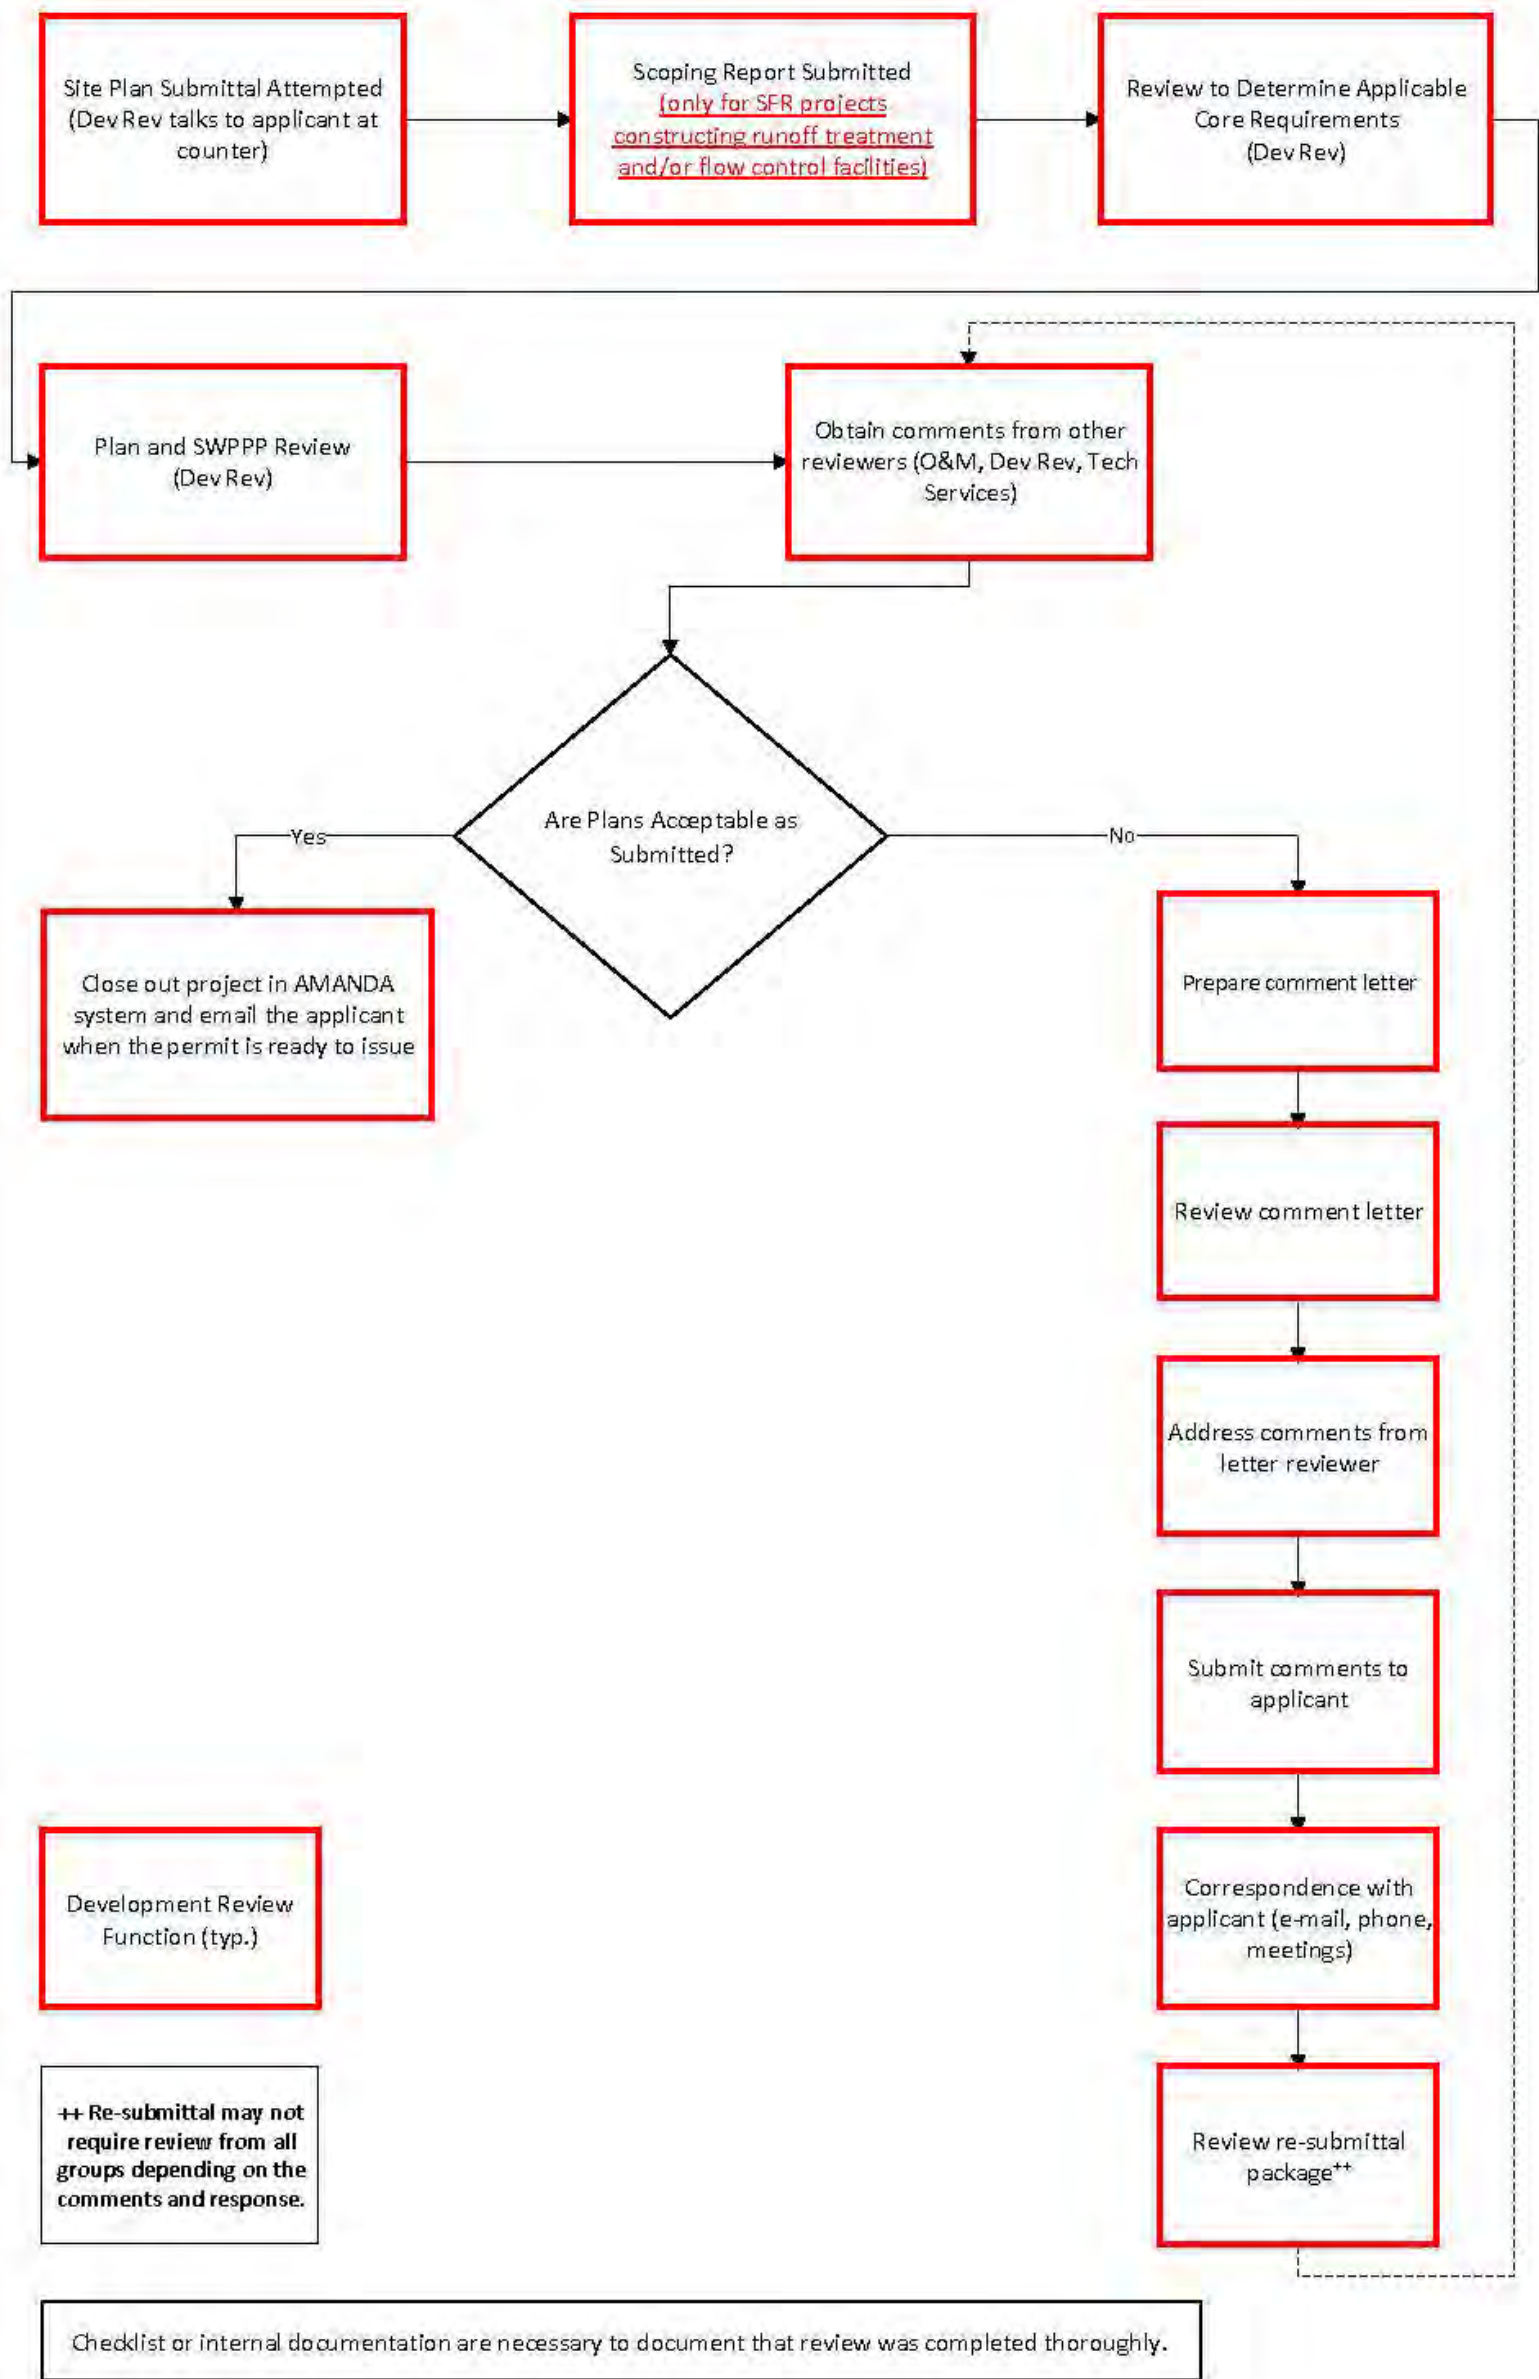 Site Plan Submittal Attempted
(Dev Rev talks to applicant at
counter)
Scoping Report Submitted
(only for SFR projects
constructing runoff treatment
and/or flow control facilities)
Review to Determine Applicable
Core Requirements
(Dev Rev)
Plan and SWPPP Review
(Dev Rev)
Obtain comments from other
reviewers (O&M, Dev Rev, Tech
Services)
Are Plans Acceptable as
Submitted?
Yes
No
Close out project in AMANDA
system and email the applicant
when the permit is ready to issue
Prepare comment letter
Review comment letter
Address comments from
letter reviewer
Submit comments to
applicant
Correspondence with
applicant (e-mail, phone,
meetings)
Review re-submittal
package++
Development Review
Function (typ.)
++ Re-submittal may not
require review from all
groups depending on the
comments and response.
Checklist or internal documentation are necessary to document that review was completed thoroughly.